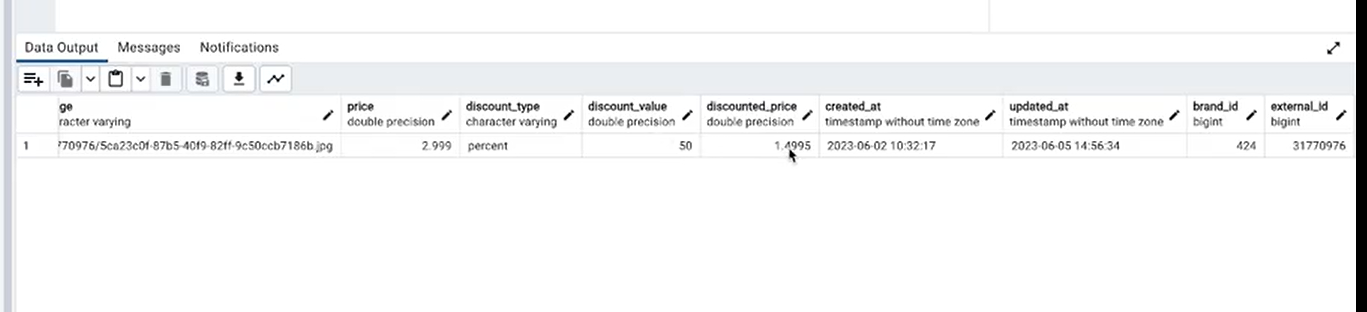 Data Output Messages Notifications
ge price discount_type discount_value discounted_price created_at updated_at brand_id external_id
racter varying double precision character varying double precision double precision timestamp without time zone timestamp without time zone bigint bigint
1 770976/5ca23c0f-87b5-40f9-82ff-9c50ccb7186b.jpg 2.999 percent 50 1.4995 2023-06-02 10:32:17 2023-06-05 14:56:34 424 31770976